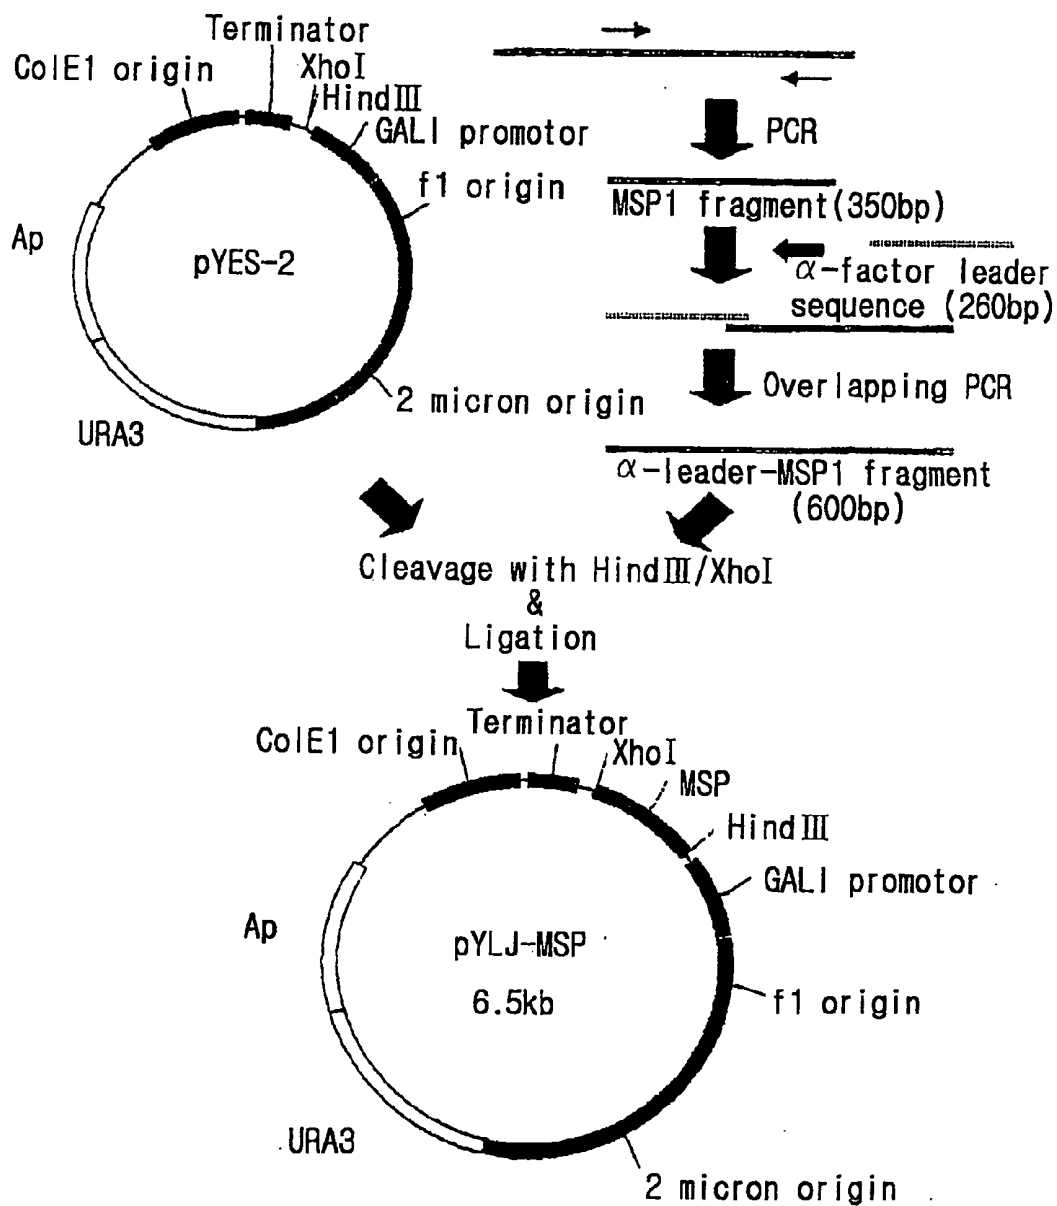 Terminator
ColE1 origin
XhoI
HindⅢ
GALI promotor
f1 origin
Ap
pYES-2
2 micron origin
URA3
PCR
MSP1 fragment(350bp)
α-factor leader
sequence (260bp)
Overlapping PCR
α-leader-MSP1 fragment
(600bp)
Cleavage with HindⅢ/XhoI
&
Ligation
Terminator
ColE1 origin
XhoI
MSP
HindⅢ
GALI promotor
Ap
pYLJ-MSP
6.5kb
f1 origin
URA3
2 micron origin